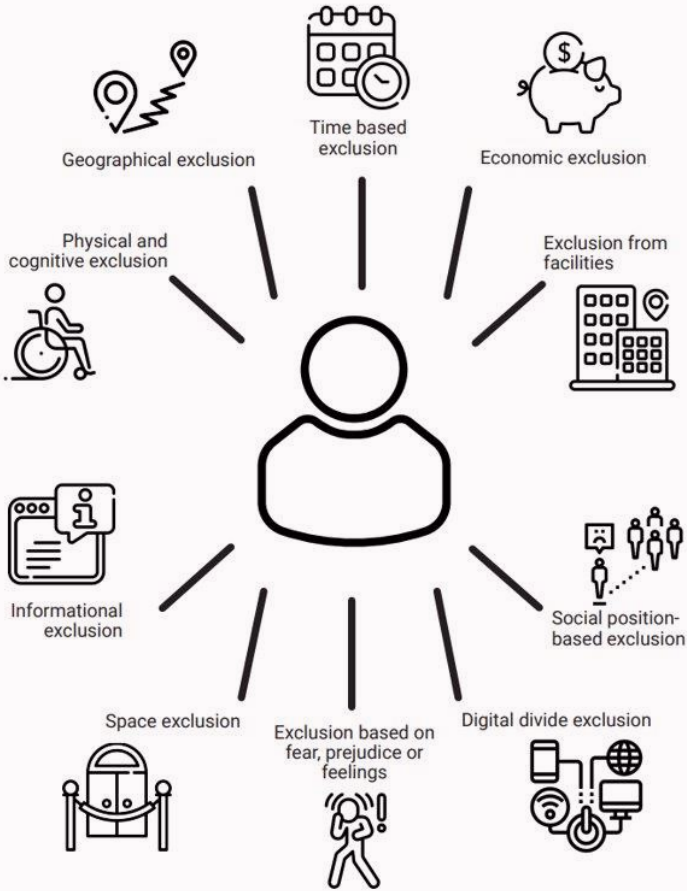 Time based
exclusion
Geographical exclusion
Economic exclusion
Physical and
cognitive exclusion
Exclusion from
facilities
Informational
exclusion
Social position-
based exclusion
Space exclusion
Exclusion based on
fear, prejudice or
feelings
Digital divide exclusion